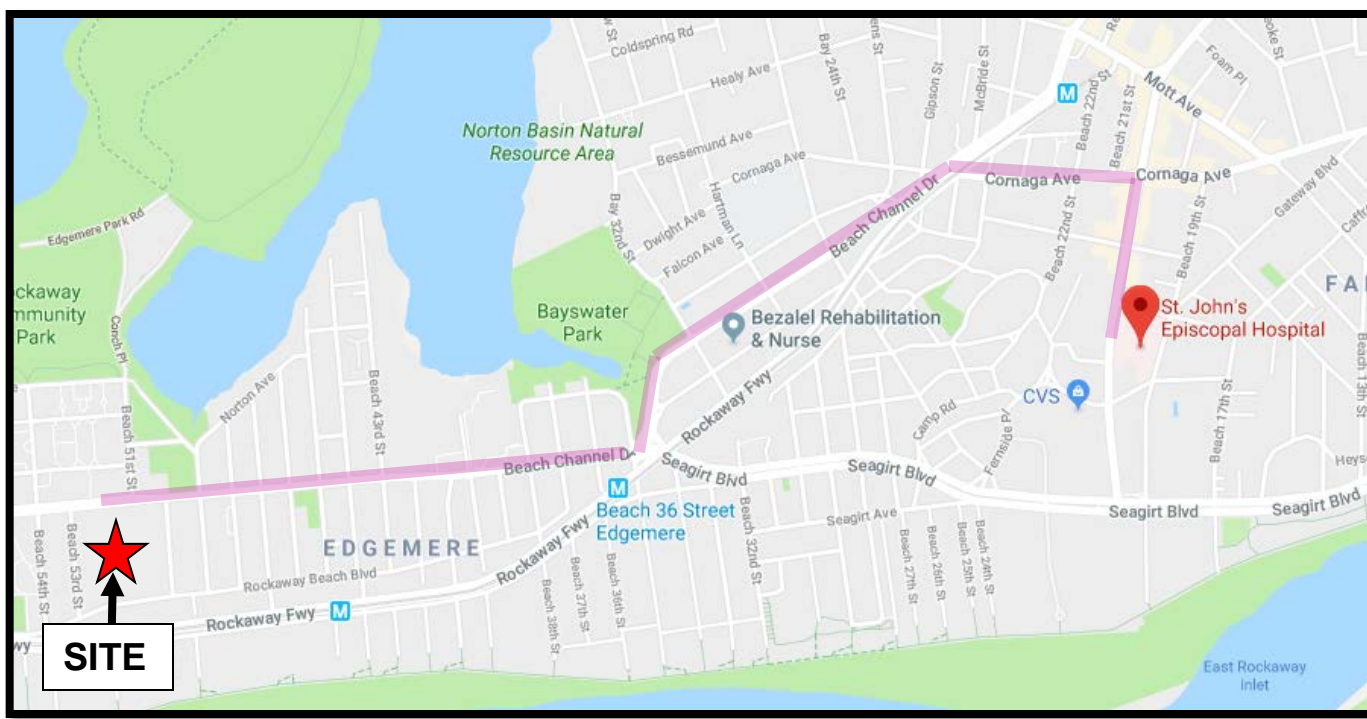 Coldspring Rd
Healy Ave
Bay 24th St
Gipson St
McBride St
Beach 22nd St
Beach 21st St
Mott Ave
Foam Pl
Norton Basin Natural
Resource Area
Bessemund Ave
Cornaga Ave
Hartman Ln
Bay 32nd St
Dwight Ave
Falcon Ave
Beach Channel Dr
Cornaga Ave
Cornaga Ave
Gateway Blvd
Beach 22nd St
Beach 19th St
Edgemere Park Rd
ckaway
mmunity
Park
Conch Pl
Bayswater
Park
Bezalel Rehabilitation
& Nurse
St. John's
Episcopal Hospital
FA
Beach 13th St
Norton Ave
Beach 43rd St
Beach 51st St
Rockaway Fwy
CVS
Camp Rd
Fernside Pl
Beach 17th St
Beach Channel D
Seagirt Blvd
Seagirt Blvd
Seagirt Blvd
Seagirt Blvd
Heys
M
M
M
Beach 36 Street
Edgemere
Seagirt Ave
Beach 32nd St
Beach 27th St
Beach 26th St
Beach 25th St
Beach 24th St
Beach 54th St
Beach 53rd St
EDGEMERE
Rockaway Beach Blvd
Rockaway Fwy
Rockaway Fwy
Beach 38th St
Beach 37th St
Beach 36th St
wy
SITE
East Rockaway
Inlet